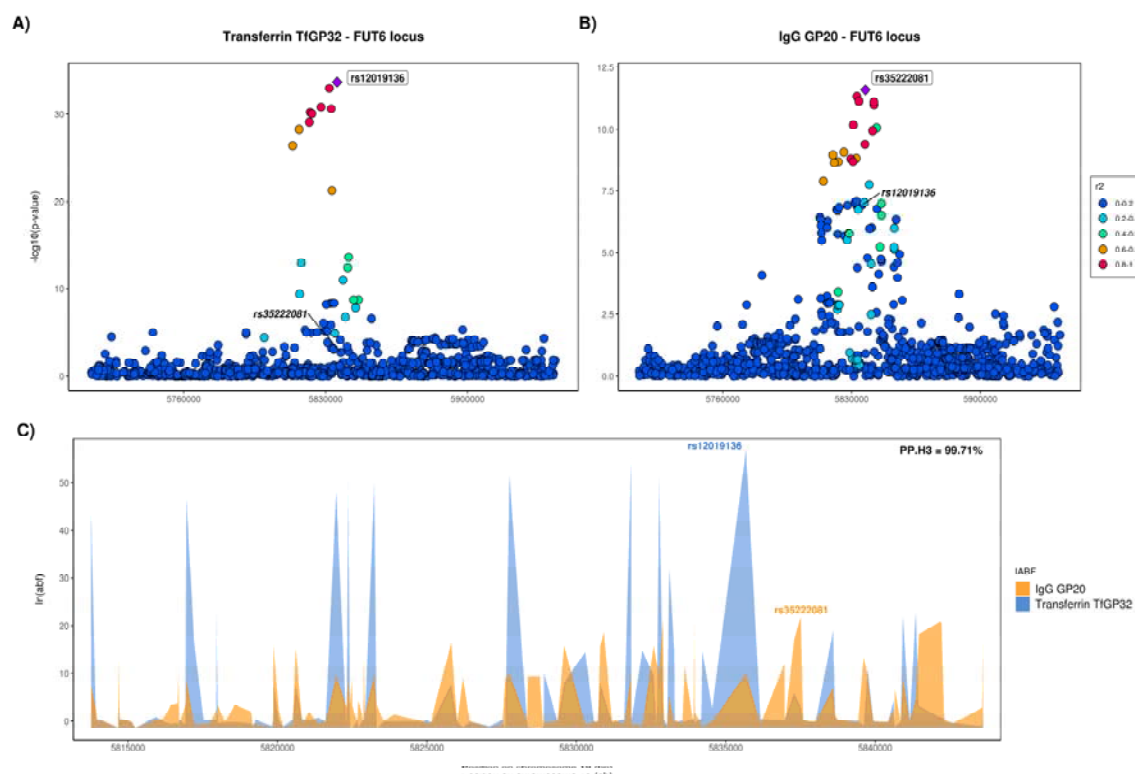 A)
Transferrin TfGP32 - FUT6 locus
rs12019136
30
20
10
0
-log10(p-value)
rs35222081
5760000
5830000
5900000
B)
IgG GP20 - FUT6 locus
rs35222081
12.5
10.0
7.5
5.0
2.5
0.0
rs12019136
5760000
5830000
5900000
r2
C)
rs12019136
PP.H3 = 99.71%
50
40
30
20
10
0
ln(abf)
rs35222081
IgG GP20
Transferrin TfGP32
5815000
5820000
5825000
5830000
5835000
5840000